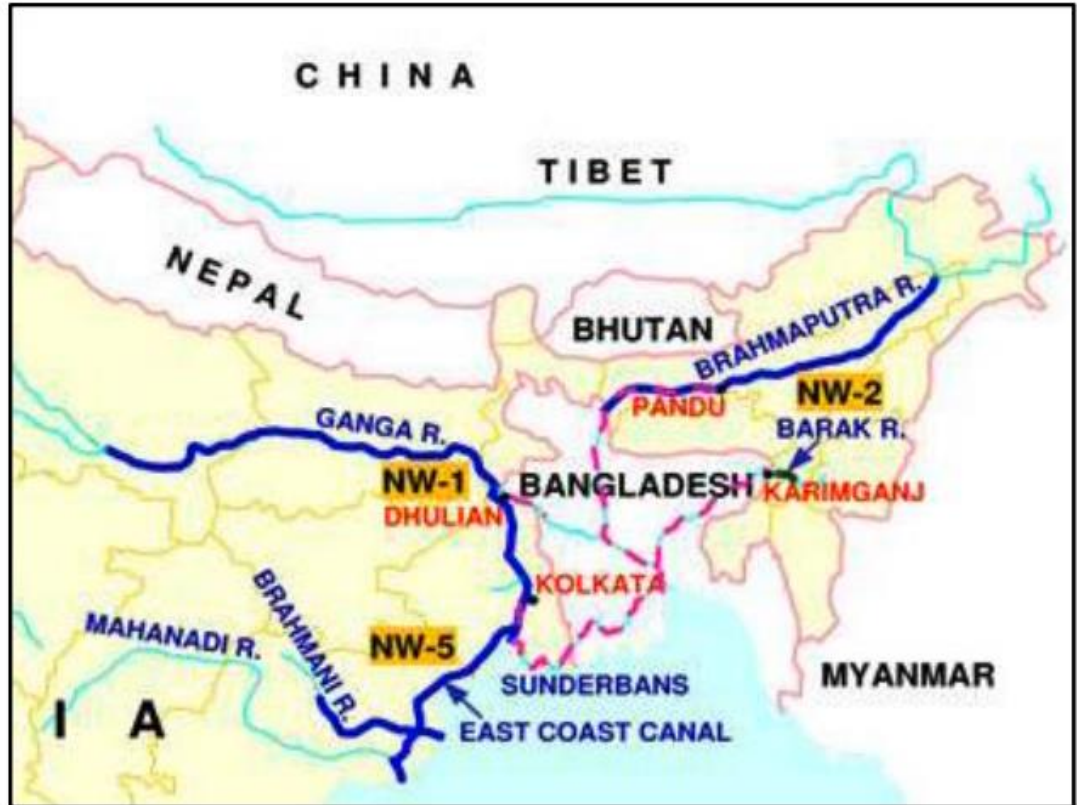 CHINA
TIBET
NEPAL
BHUTAN
BRAHMAPUTRA R.
NW-2
PANDU
BARAK R.
GANGA R.
NW-1
BANGLADESH
KARIMGANJ
DHULIAN
KOLKATA
BRAHMANI R.
MAHANADI R.
NW-5
SUNDERBANS
MYANMAR
I A
EAST COAST CANAL